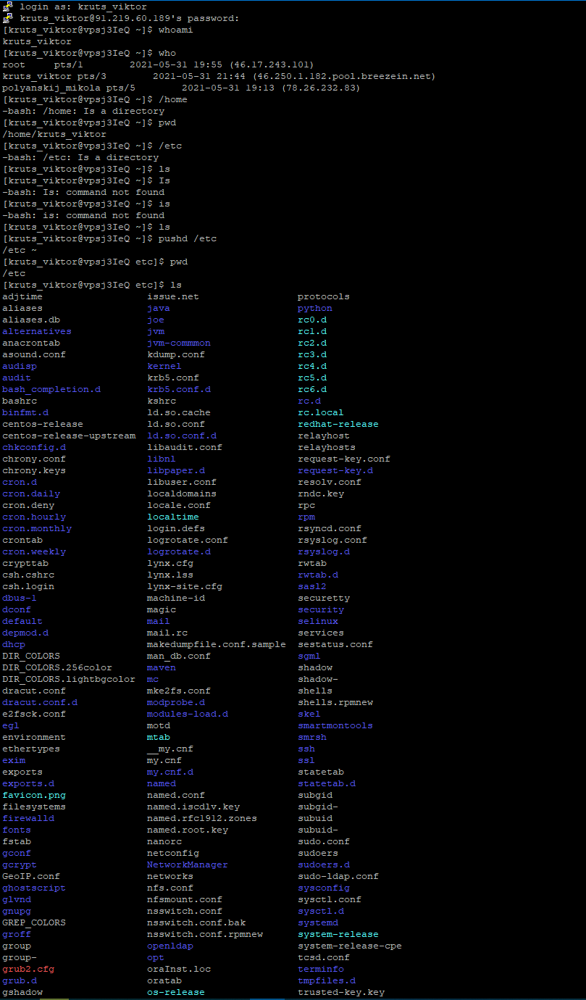 login as: kruts_viktor
kruts_viktor@91.219.60.189's password:
[kruts_viktor@vpsj3IeQ ~]$ whoami
kruts_viktor
[kruts_viktor@vpsj3IeQ ~]$ who
root     pts/1        2021-05-31 19:55 (46.17.243.101)
kruts_viktor pts/3        2021-05-31 21:44 (46.250.1.182.pool.breezein.net)
polyanskij_mikola pts/5        2021-05-31 19:13 (78.26.232.83)
[kruts_viktor@vpsj3IeQ ~]$ /home
-bash: /home: Is a directory
[kruts_viktor@vpsj3IeQ ~]$ pwd
/home/kruts_viktor
[kruts_viktor@vpsj3IeQ ~]$ /etc
-bash: /etc: Is a directory
[kruts_viktor@vpsj3IeQ ~]$ ls
[kruts_viktor@vpsj3IeQ ~]$ Is
-bash: Is: command not found
[kruts_viktor@vpsj3IeQ ~]$ is
-bash: is: command not found
[kruts_viktor@vpsj3IeQ ~]$ ls
[kruts_viktor@vpsj3IeQ ~]$ pushd /etc
/etc ~
[kruts_viktor@vpsj3IeQ etc]$ pwd
/etc
[kruts_viktor@vpsj3IeQ etc]$ ls
adjtime                  issue.net                 protocols
aliases                  java                      python
aliases.db               joe                       rc0.d
alternatives             jvm                       rc1.d
anacrontab               jvm-commmon               rc2.d
asound.conf              kdump.conf                rc3.d
audisp                   kernel                    rc4.d
audit                    krb5.conf                 rc5.d
bash_completion.d        krb5.conf.d               rc6.d
bashrc                   kshrc                     rc.d
binfmt.d                 ld.so.cache               rc.local
centos-release           ld.so.conf                redhat-release
centos-release-upstream  ld.so.conf.d              relayhost
chkconfig.d              libaudit.conf             relayhosts
chrony.conf              libnl                     request-key.conf
chrony.keys              libpaper.d                request-key.d
cron.d                   libuser.conf              resolv.conf
cron.daily               localdomains              rndc.key
cron.deny                locale.conf               rpc
cron.hourly              localtime                 rpm
cron.monthly             login.defs                rsyncd.conf
crontab                  logrotate.conf            rsyslog.conf
cron.weekly              logrotate.d               rsyslog.d
crypttab                 lynx.cfg                  rwtab
csh.cshrc                lynx.lss                  rwtab.d
csh.login                lynx-site.cfg             sasl2
dbus-1                   machine-id                securetty
dconf                    magic                     security
default                  mail                      selinux
depmod.d                 mail.rc                   services
dhcp                     makedumpfile.conf.sample  sestatus.conf
DIR_COLORS               man_db.conf               sgml
DIR_COLORS.256color      maven                     shadow
DIR_COLORS.lightbgcolor  mc                        shadow-
dracut.conf              mke2fs.conf               shells
dracut.conf.d            modprobe.d                shells.rpmnew
e2fsck.conf              modules-load.d            skel
egl                      motd                      smartmontools
environment              mtab                      smrsh
ethertypes               __my.cnf                  ssh
exim                     my.cnf                    ssl
exports                  my.cnf.d                  statetab
exports.d                named                     statetab.d
favicon.png              named.conf                subgid
filesystems              named.iscdlv.key          subgid-
firewalld                named.rfc1912.zones       subuid
fonts                    named.root.key            subuid-
fstab                    nanorc                    sudo.conf
gconf                    netconfig                 sudoers
gcrypt                   NetworkManager            sudoers.d
GeoIP.conf               networks                  sudo-ldap.conf
ghostscript              nfs.conf                  sysconfig
glvnd                    nfsmount.conf             sysctl.conf
gnupg                    nsswitch.conf             sysctl.d
GREP_COLORS              nsswitch.conf.bak         systemd
groff                    nsswitch.conf.rpmnew      system-release
group                    openldap                  system-release-cpe
group-                   opt                       tcsd.conf
grub2.cfg                oraInst.loc               terminfo
grub.d                   oratab                    tmpfiles.d
gshadow                  os-release                trusted-key.key